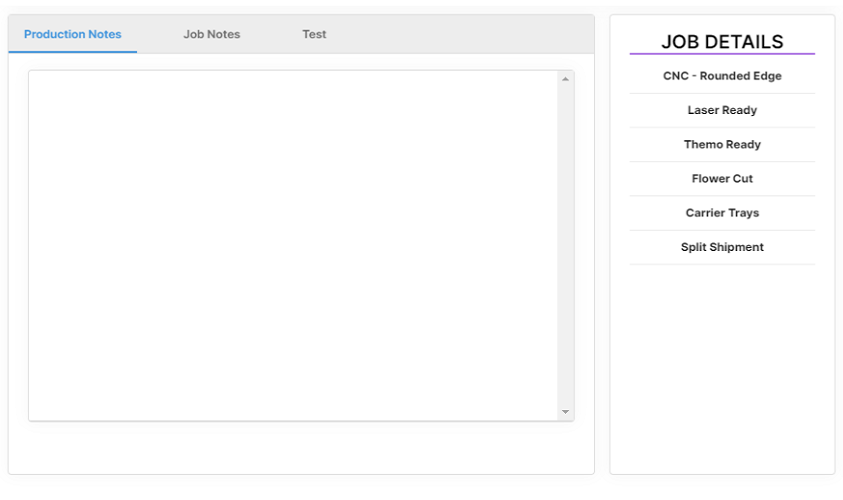 Production Notes Job Notes Test
JOB DETAILS
CNC - Rounded Edge
Laser Ready
Themo Ready
Flower Cut
Carrier Trays
Split Shipment